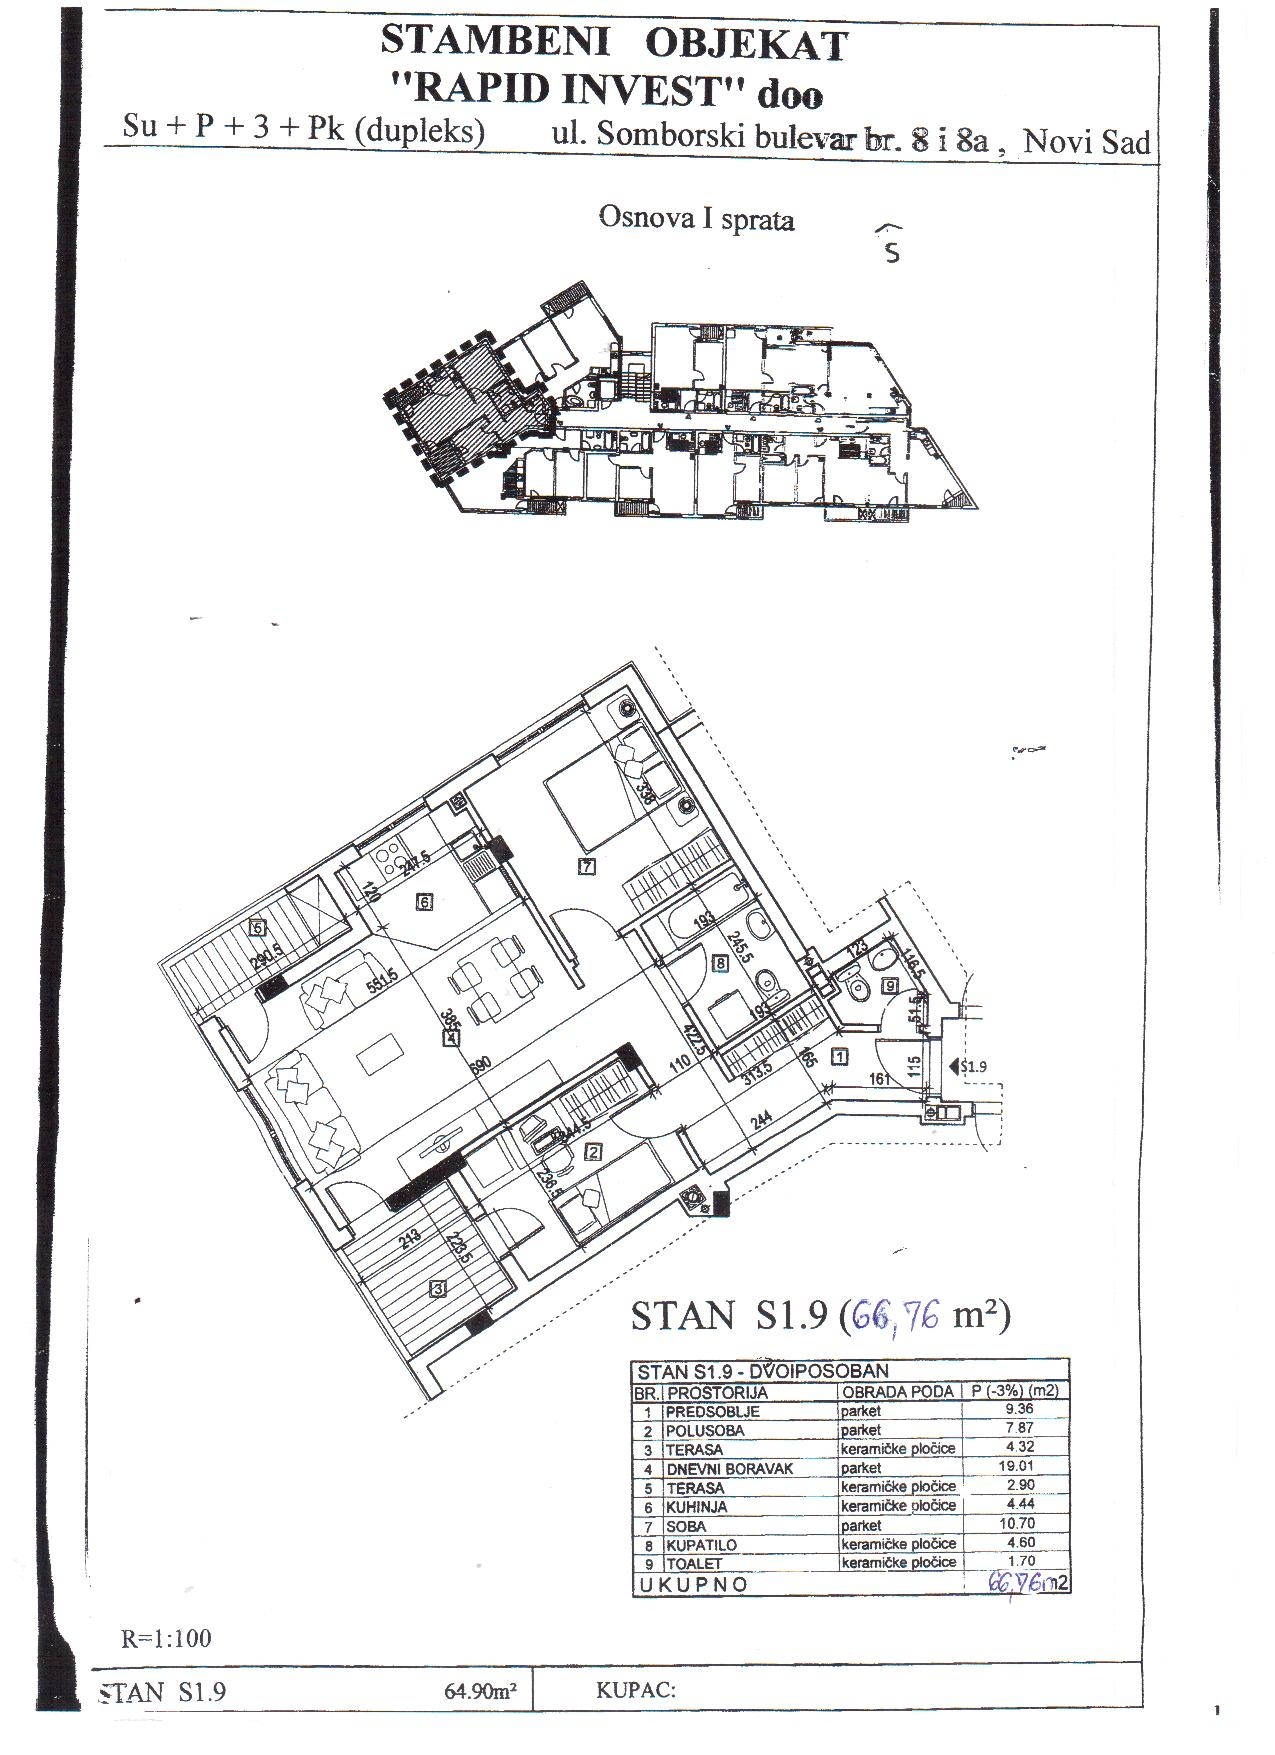 STAMBENI OBJEKAT
"RAPID INVEST" doo
Su + P + 3 + Pk (dupleks) ul. Somborski bulevar br. 8 i 8a , Novi Sad
Osnova I sprata
S
338
7
247.5
120
6
5
290.5
551.5
385
4
690
193
245.5
8
193
123
116.5
9
51.5
422.5
110
313.5
165
1
161
115
S1.9
244
344.5
2
236.5
213
223.5
3
STAN S1.9 (66,76 m²)
STAN S1.9 - DVOIPOSOBAN
BR. PROSTORIJA OBRADA PODA P (-3%) (m2)
1 PREDSOBLJE parket 9.36
2 POLUSOBA parket 7.87
3 TERASA keramičke pločice 4.32
4 DNEVNI BORAVAK parket 19.01
5 TERASA keramičke pločice 2.90
6 KUHINJA keramičke pločice 4.44
7 SOBA parket 10.70
8 KUPATILO keramičke pločice 4.60
9 TOALET keramičke pločice 1.70
UKUPNO 66,76m2
R=1:100
STAN S1.9 64.90m² KUPAC:
1